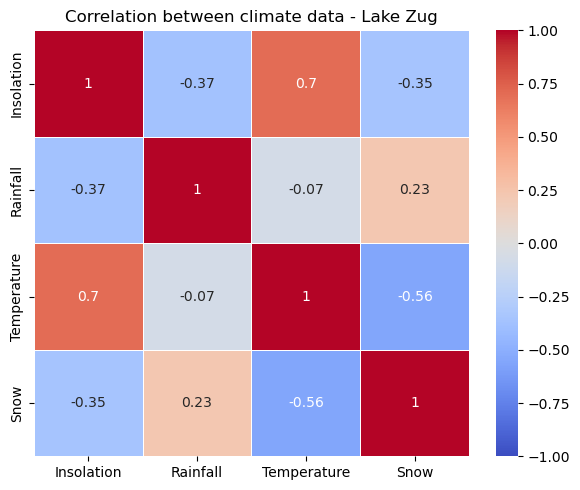 Correlation between climate data - Lake Zug
Insolation
1
-0.37
0.7
-0.35
Rainfall
-0.37
1
-0.07
0.23
Temperature
0.7
-0.07
1
-0.56
Snow
-0.35
0.23
-0.56
1
Insolation
Rainfall
Temperature
Snow
1.00
0.75
0.50
0.25
0.00
−0.25
−0.50
−0.75
−1.00